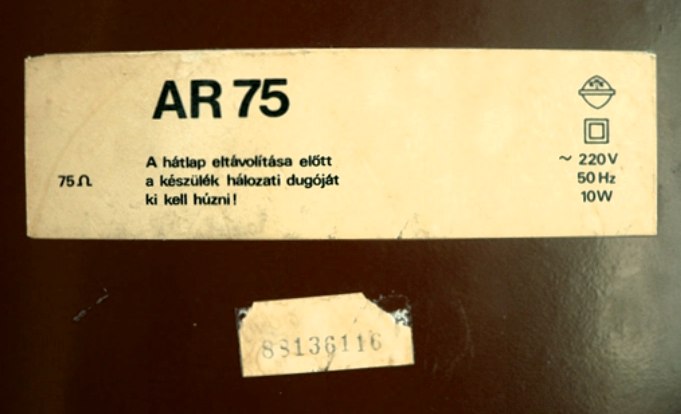 AR 75
75 Ω
A hátlap eltávolítása előtt
a készülék hálozati dugóját
ki kell húzni!
~ 220V
50 Hz
10W
88136116